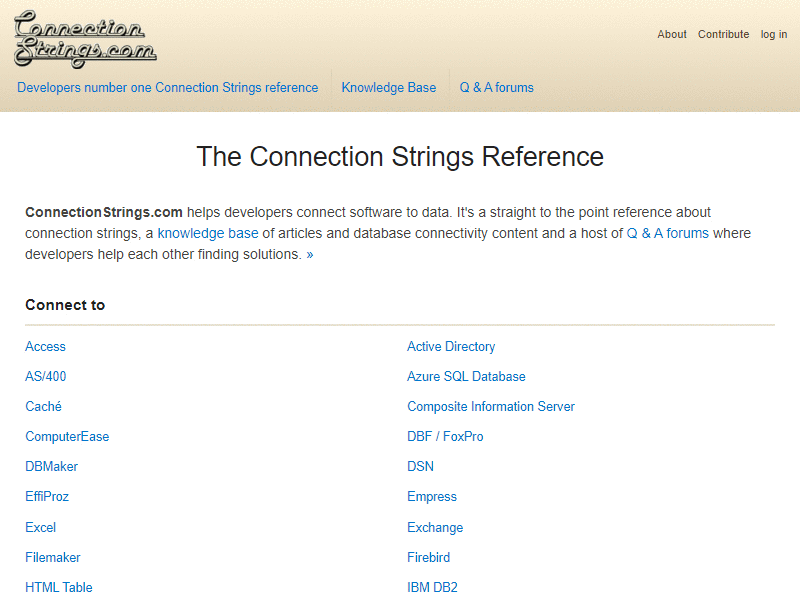 Connection
Strings.com
About Contribute log in
Developers number one Connection Strings reference Knowledge Base Q & A forums
The Connection Strings Reference
ConnectionStrings.com helps developers connect software to data. It's a straight to the point reference about
connection strings, a knowledge base of articles and database connectivity content and a host of Q & A forums where
developers help each other finding solutions. »
Connect to
Access Active Directory
AS/400 Azure SQL Database
Caché Composite Information Server
ComputerEase DBF / FoxPro
DBMaker DSN
EffiProz Empress
Excel Exchange
Filemaker Firebird
HTML Table IBM DB2